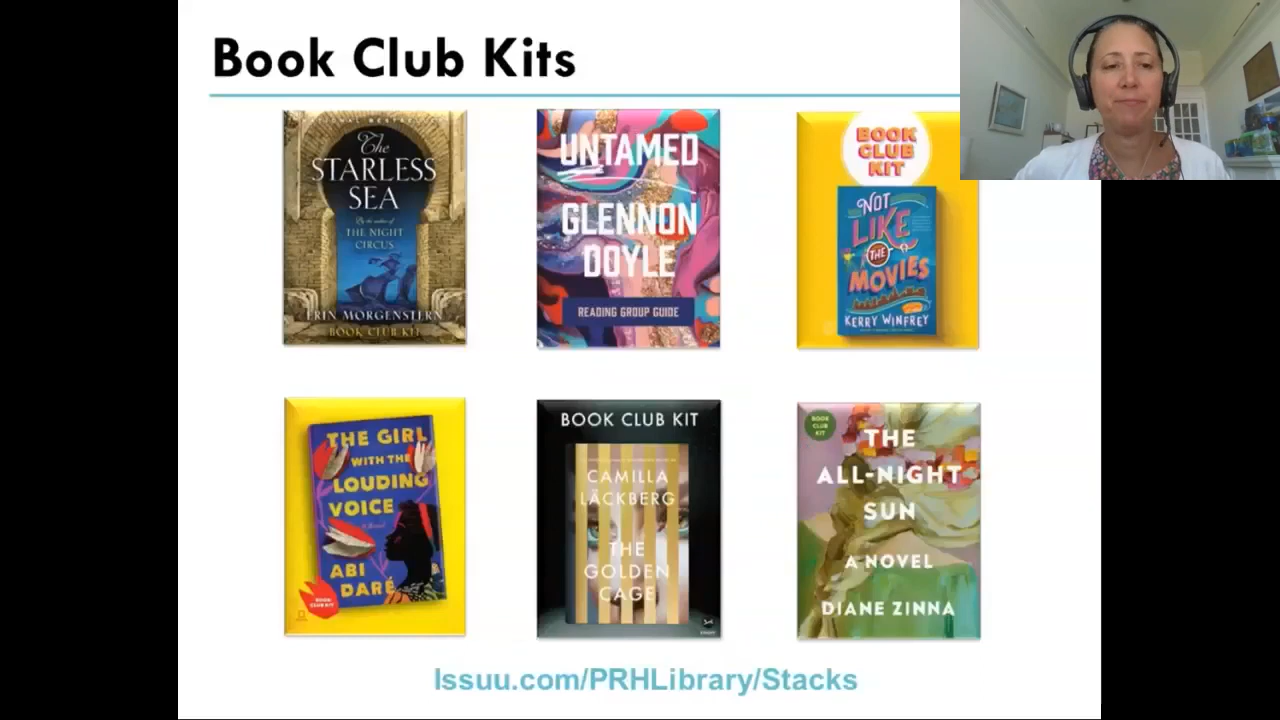 Book Club Kits
The
STARLESS
SEA
By the author of
THE NIGHT
CIRCUS
ERIN MORGENSTERN
BOOK CLUB KIT
UNTAMED
GLENNON
DOYLE
READING GROUP GUIDE
BOOK
CLUB
KIT
NOT
LIKE
THE
MOVIES
KERRY WINFREY
THE GIRL
WITH THE
LOUDING
VOICE
ABI
DARÉ
BOOK
CLUB KIT
BOOK CLUB KIT
CAMILLA
LÄCKBERG
THE
GOLDEN
CAGE
BOOK
CLUB
KIT
THE
ALL-NIGHT
SUN
A NOVEL
DIANE ZINNA
Issuu.com/PRHLibrary/Stacks